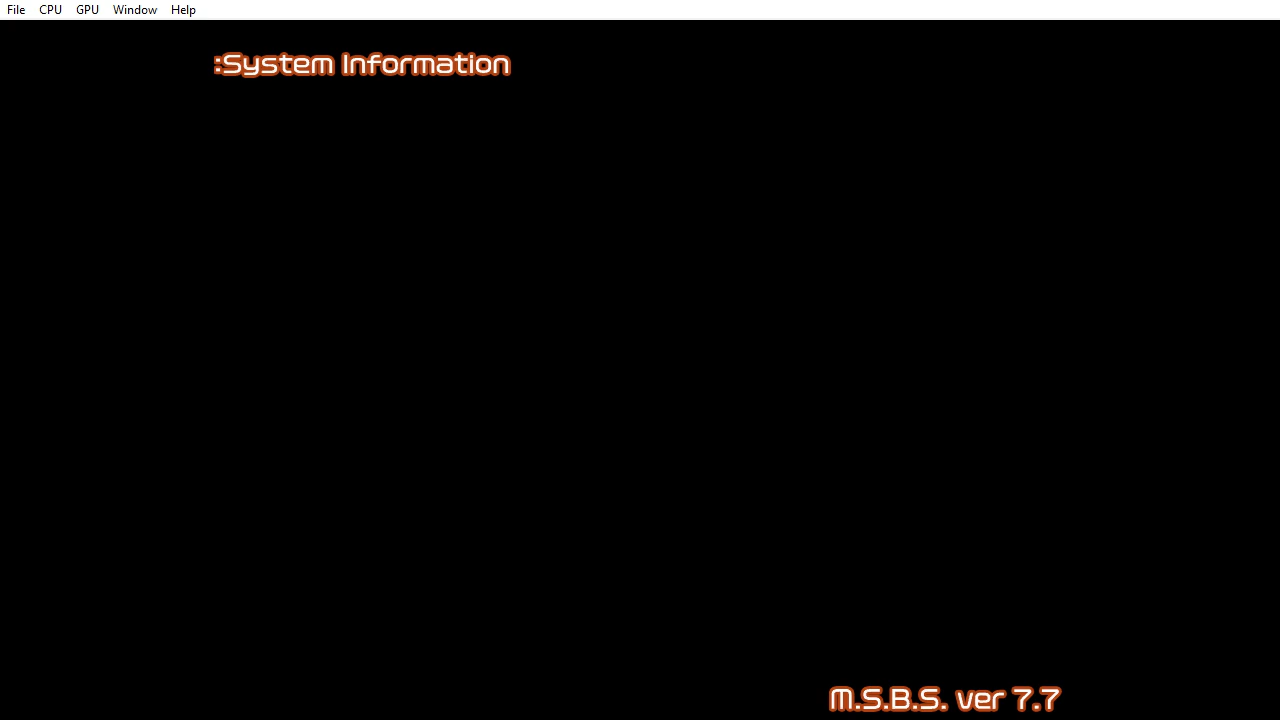 File CPU GPU Window Help
:System Information
M.S.B.S. ver 7.7